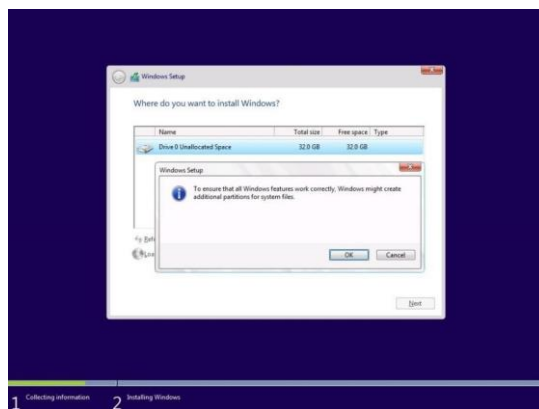 Windows Setup
Where do you want to install Windows?
Name Total size Free space Type
Drive 0 Unallocated Space 32.0 GB 32.0 GB
Windows Setup
To ensure that all Windows features work correctly, Windows might create
additional partitions for system files.
OK Cancel
Next
1 Collecting information 2 Installing Windows